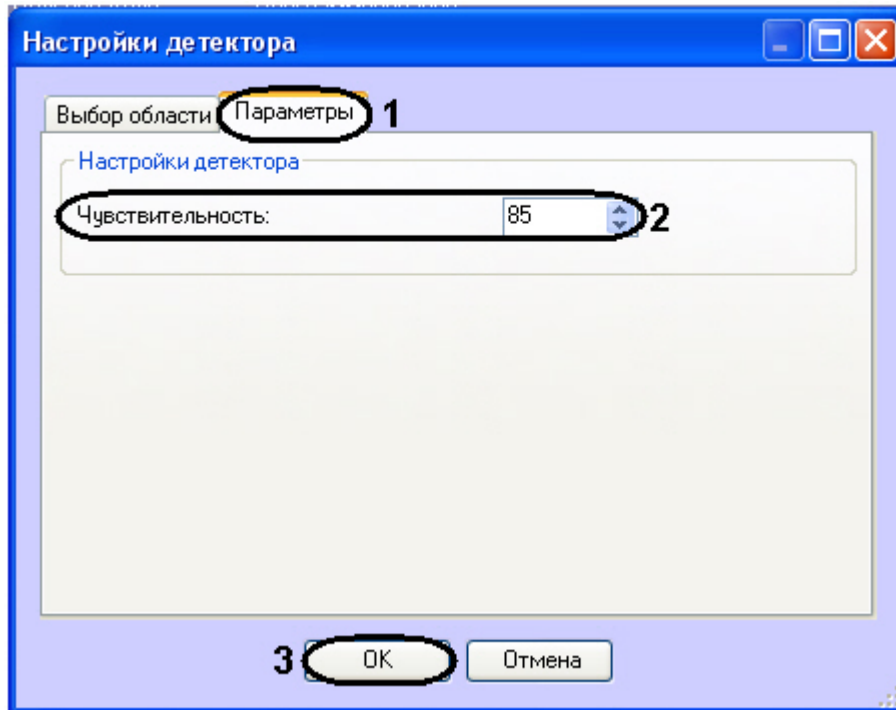 Настройки детектора
Выбор области Параметры 1
Настройки детектора
Чувствительность: 85 2
3 OK Отмена